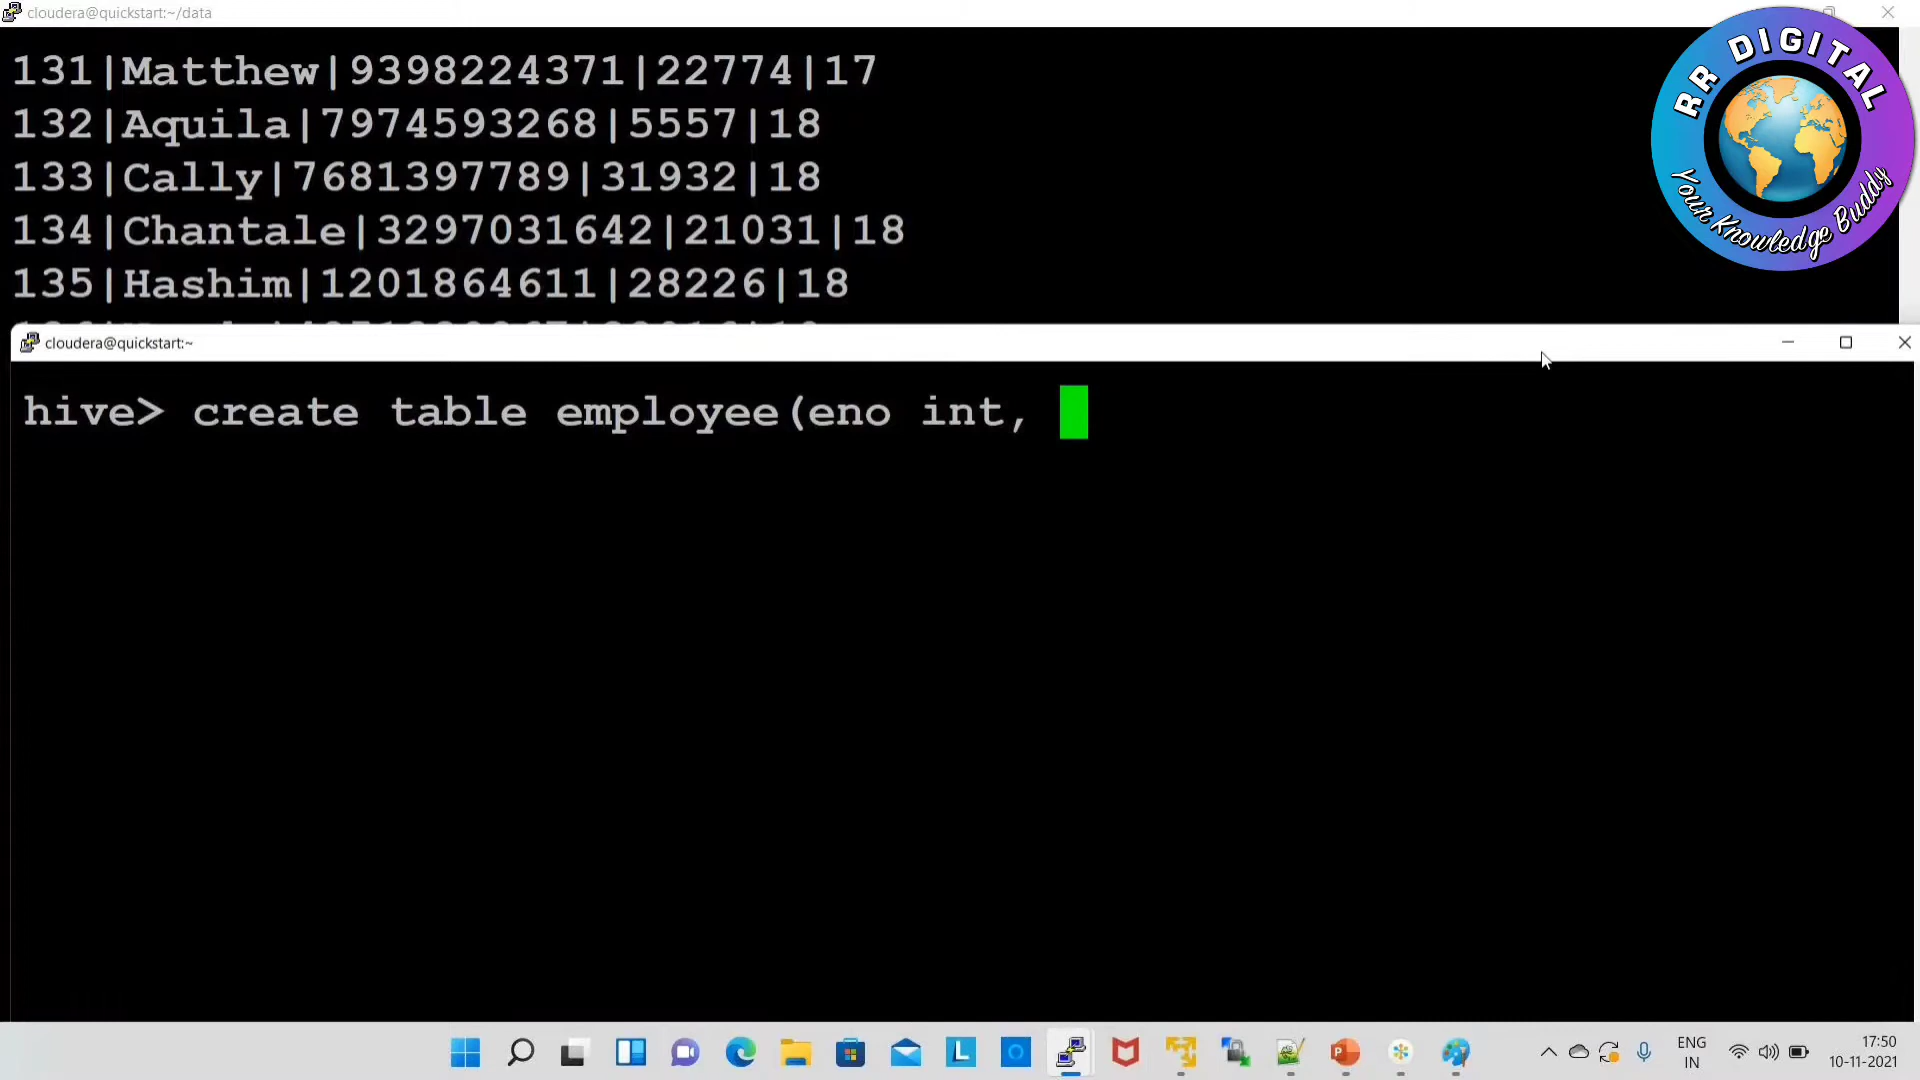 cloudera@quickstart:~/data
131|Matthew|9398224371|22774|17
132|Aquila|7974593268|5557|18
133|Cally|7681397789|31932|18
134|Chantale|3297031642|21031|18
135|Hashim|1201864611|28226|18
RR DIGITAL
Your Knowledge Buddy
cloudera@quickstart:~
hive> create table employee(eno int,
ENG
IN
17:50
10-11-2021